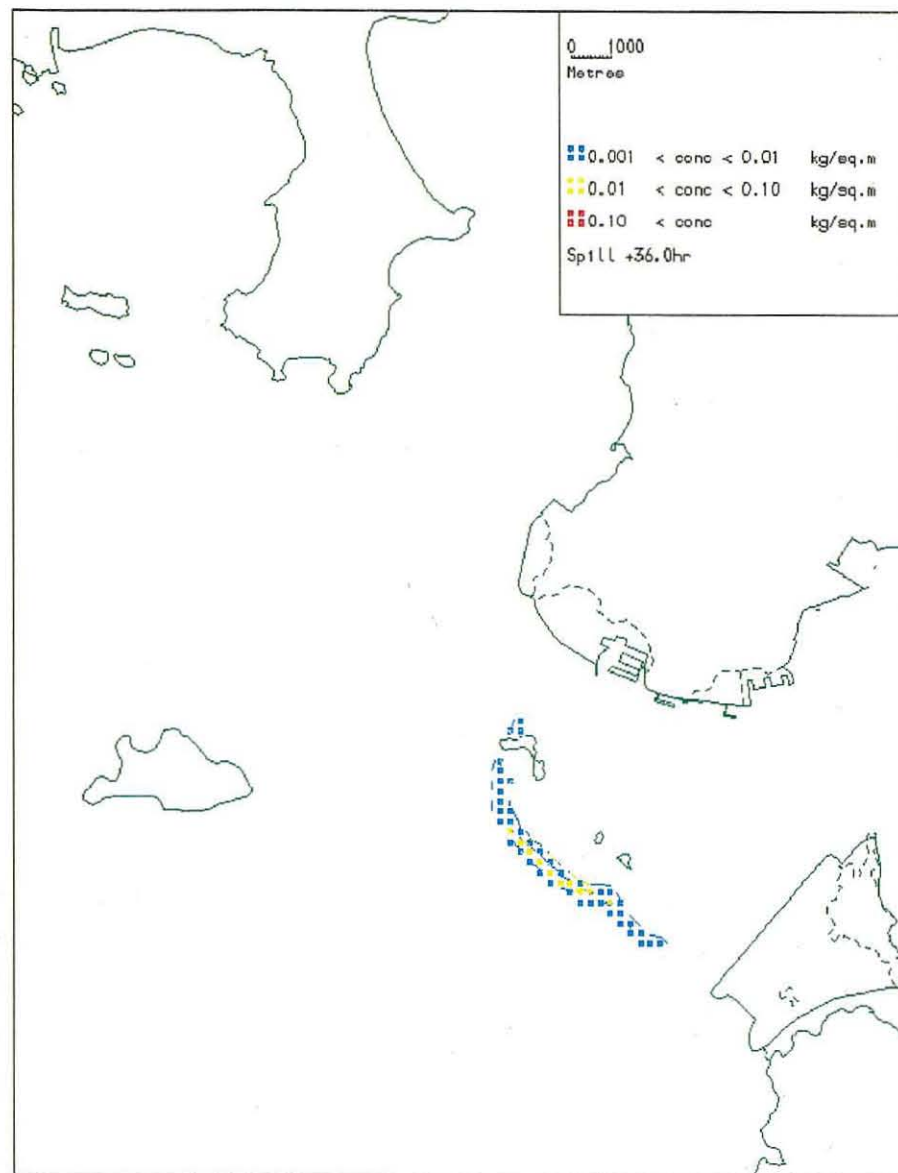 0 1000
Metres
0.001 < conc < 0.01 kg/sq.m
0.01 < conc < 0.10 kg/sq.m
0.10 < conc kg/sq.m
Spill +36.0hr